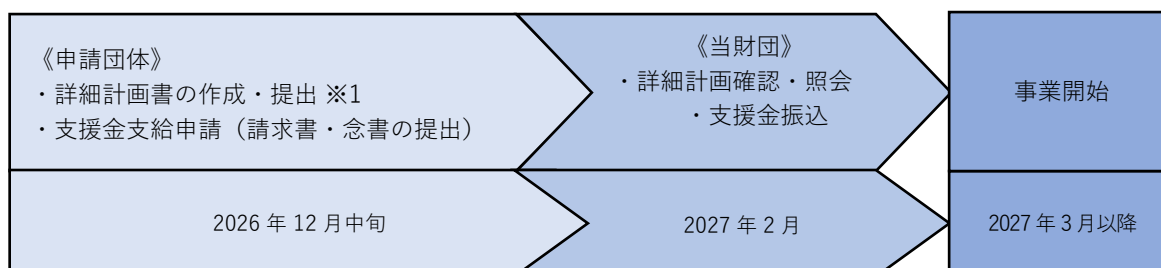 《申請団体》
・詳細計画書の作成・提出 ※1
・支援金支給申請（請求書・念書の提出）
《当財団》
・詳細計画確認・照会
・支援金振込
事業開始
2026 年 12 月中旬
2027 年 2 月
2027 年 3 月以降